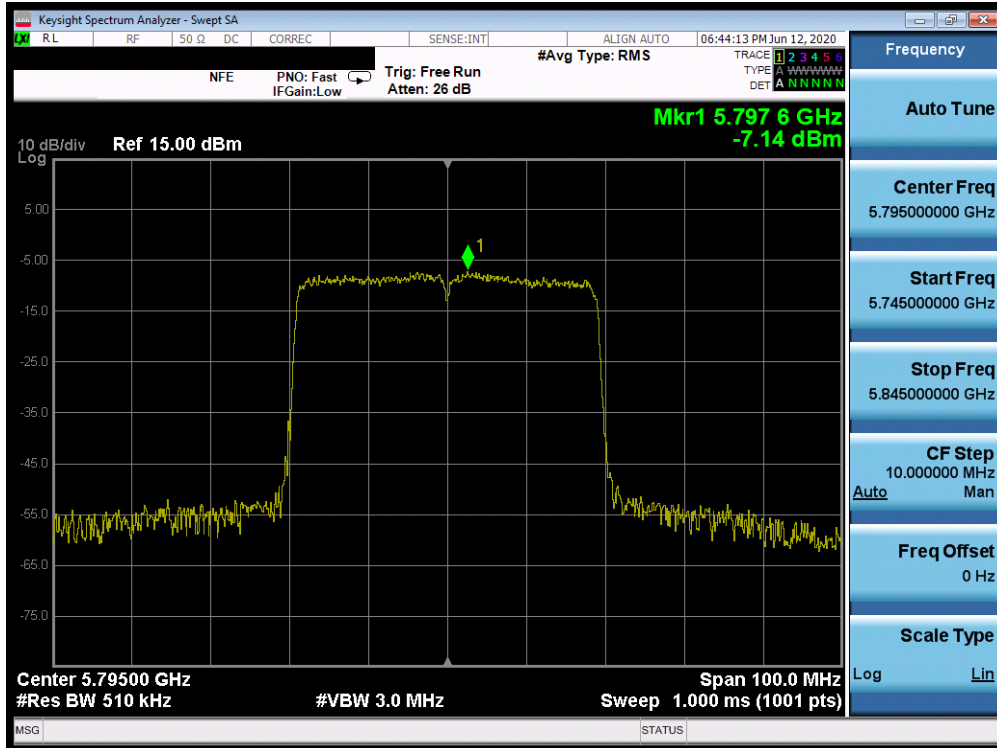 Keysight Spectrum Analyzer - Swept SA
LXI RL RF 50 Ω DC CORREC SENSE:INT ALIGN AUTO 06:44:13 PM Jun 12, 2020
#Avg Type: RMS TRACE 1 2 3 4 5 6
NFE PNO: Fast Trig: Free Run TYPE A WWWWW
IFGain:Low Atten: 26 dB DET A N N N N N
Mkr1 5.797 6 GHz
-7.14 dBm
10 dB/div Ref 15.00 dBm
Log
5.00
-5.00
1
-15.0
-25.0
-35.0
-45.0
-55.0
-65.0
-75.0
Center 5.79500 GHz Span 100.0 MHz
#Res BW 510 kHz #VBW 3.0 MHz Sweep 1.000 ms (1001 pts)
MSG STATUS
Frequency
Auto Tune
Center Freq
5.795000000 GHz
Start Freq
5.745000000 GHz
Stop Freq
5.845000000 GHz
CF Step
10.000000 MHz
Auto Man
Freq Offset
0 Hz
Scale Type
Log Lin